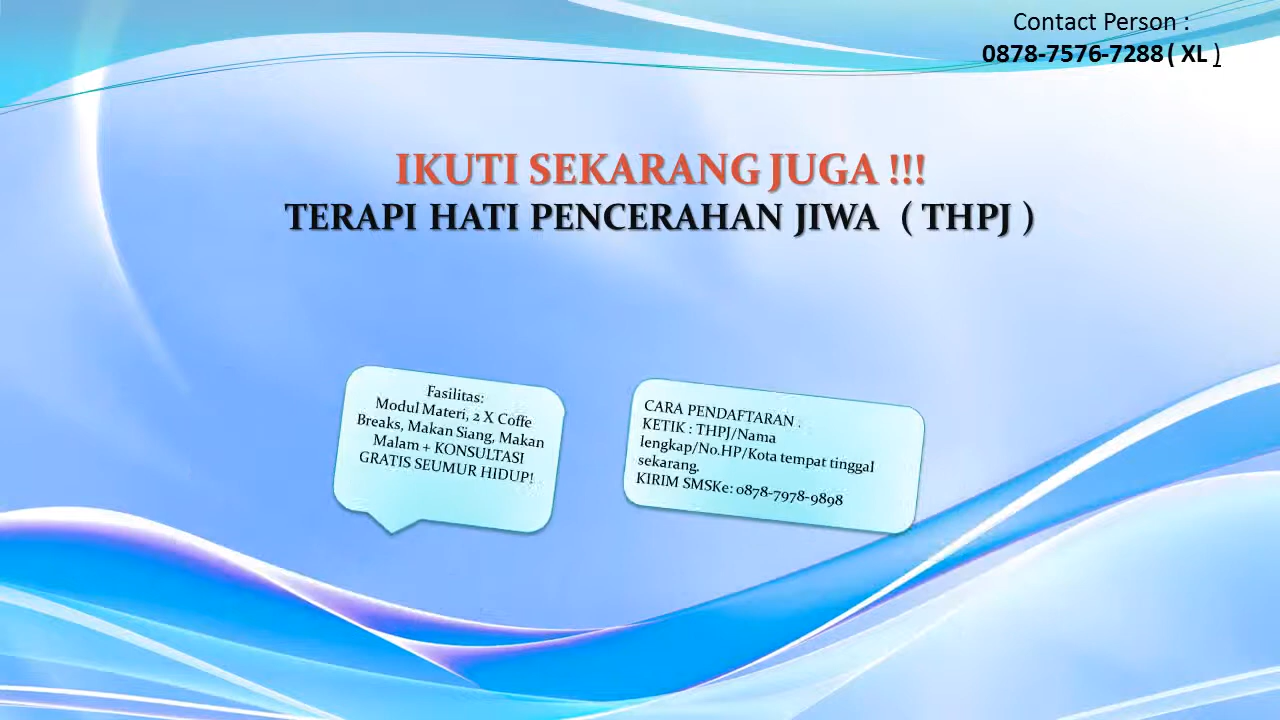 Contact Person :
0878-7576-7288 ( XL )
IKUTI SEKARANG JUGA !!!
TERAPI HATI PENCERAHAN JIWA ( THPJ )
Fasilitas:
Modul Materi, 2 X Coffe
Breaks, Makan Siang, Makan
Malam + KONSULTASI
GRATIS SEUMUR HIDUP!
CARA PENDAFTARAN :
KETIK : THPJ/Nama
lengkap/No.HP/Kota tempat tinggal
sekarang.
KIRIM SMSKe: 0878-7978-9898